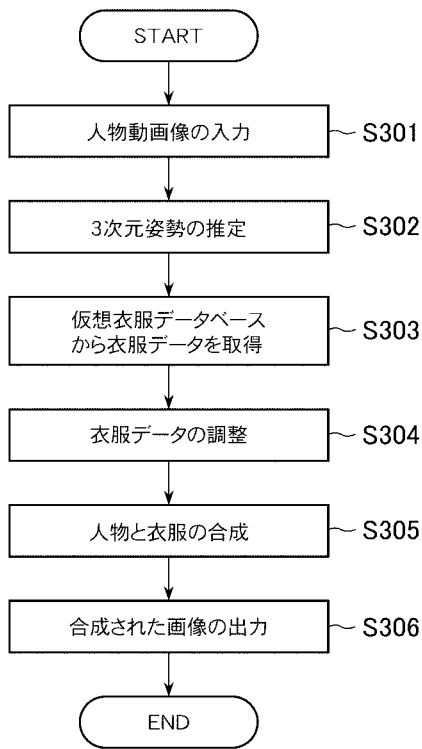 START
人物動画像の入力
S301
3次元姿勢の推定
S302
仮想衣服データベース
から衣服データを取得
S303
衣服データの調整
S304
人物と衣服の合成
S305
合成された画像の出力
S306
END